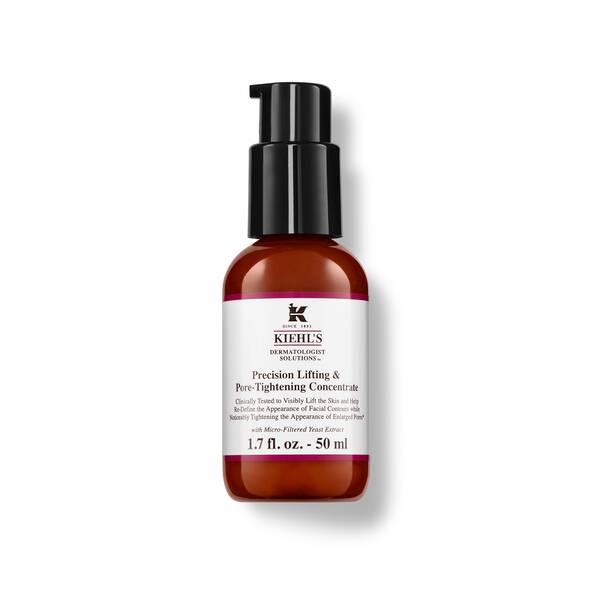 K
SINCE 1851
KIEHL'S
DERMATOLOGIST
SOLUTIONS™
Precision Lifting &
Pore-Tightening Concentrate
Clinically Tested to Visibly Lift the Skin and Help
Re-Define the Appearance of Facial Contours while
Noticeably Tightening the Appearance of Enlarged Pores*
with Micro-Filtered Yeast Extract
1.7 fl. oz. - 50 ml